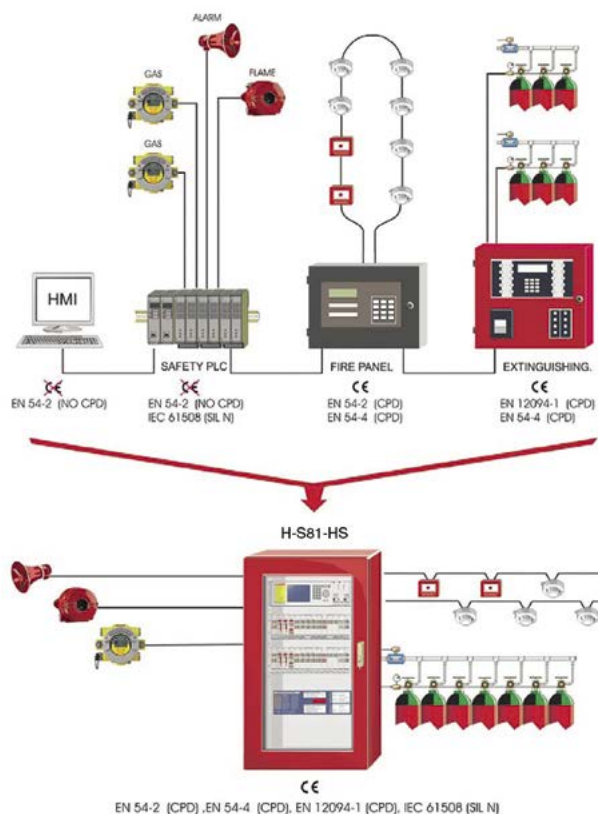 ALARM
GAS
FLAME
GAS
HMI
SAFETY PLC
FIRE PANEL
EXTINGUISHING.
CE
EN 54-2 (NO CPD)
CE
EN 54-2 (NO CPD)
IEC 61508 (SIL N)
CE
EN 54-2 (CPD)
EN 54-4 (CPD)
CE
EN 12094-1 (CPD)
EN 54-4 (CPD)
H-S81-HS
CE
EN 54-2 (CPD) ,EN 54-4 (CPD), EN 12094-1 (CPD), IEC 61508 (SIL N)